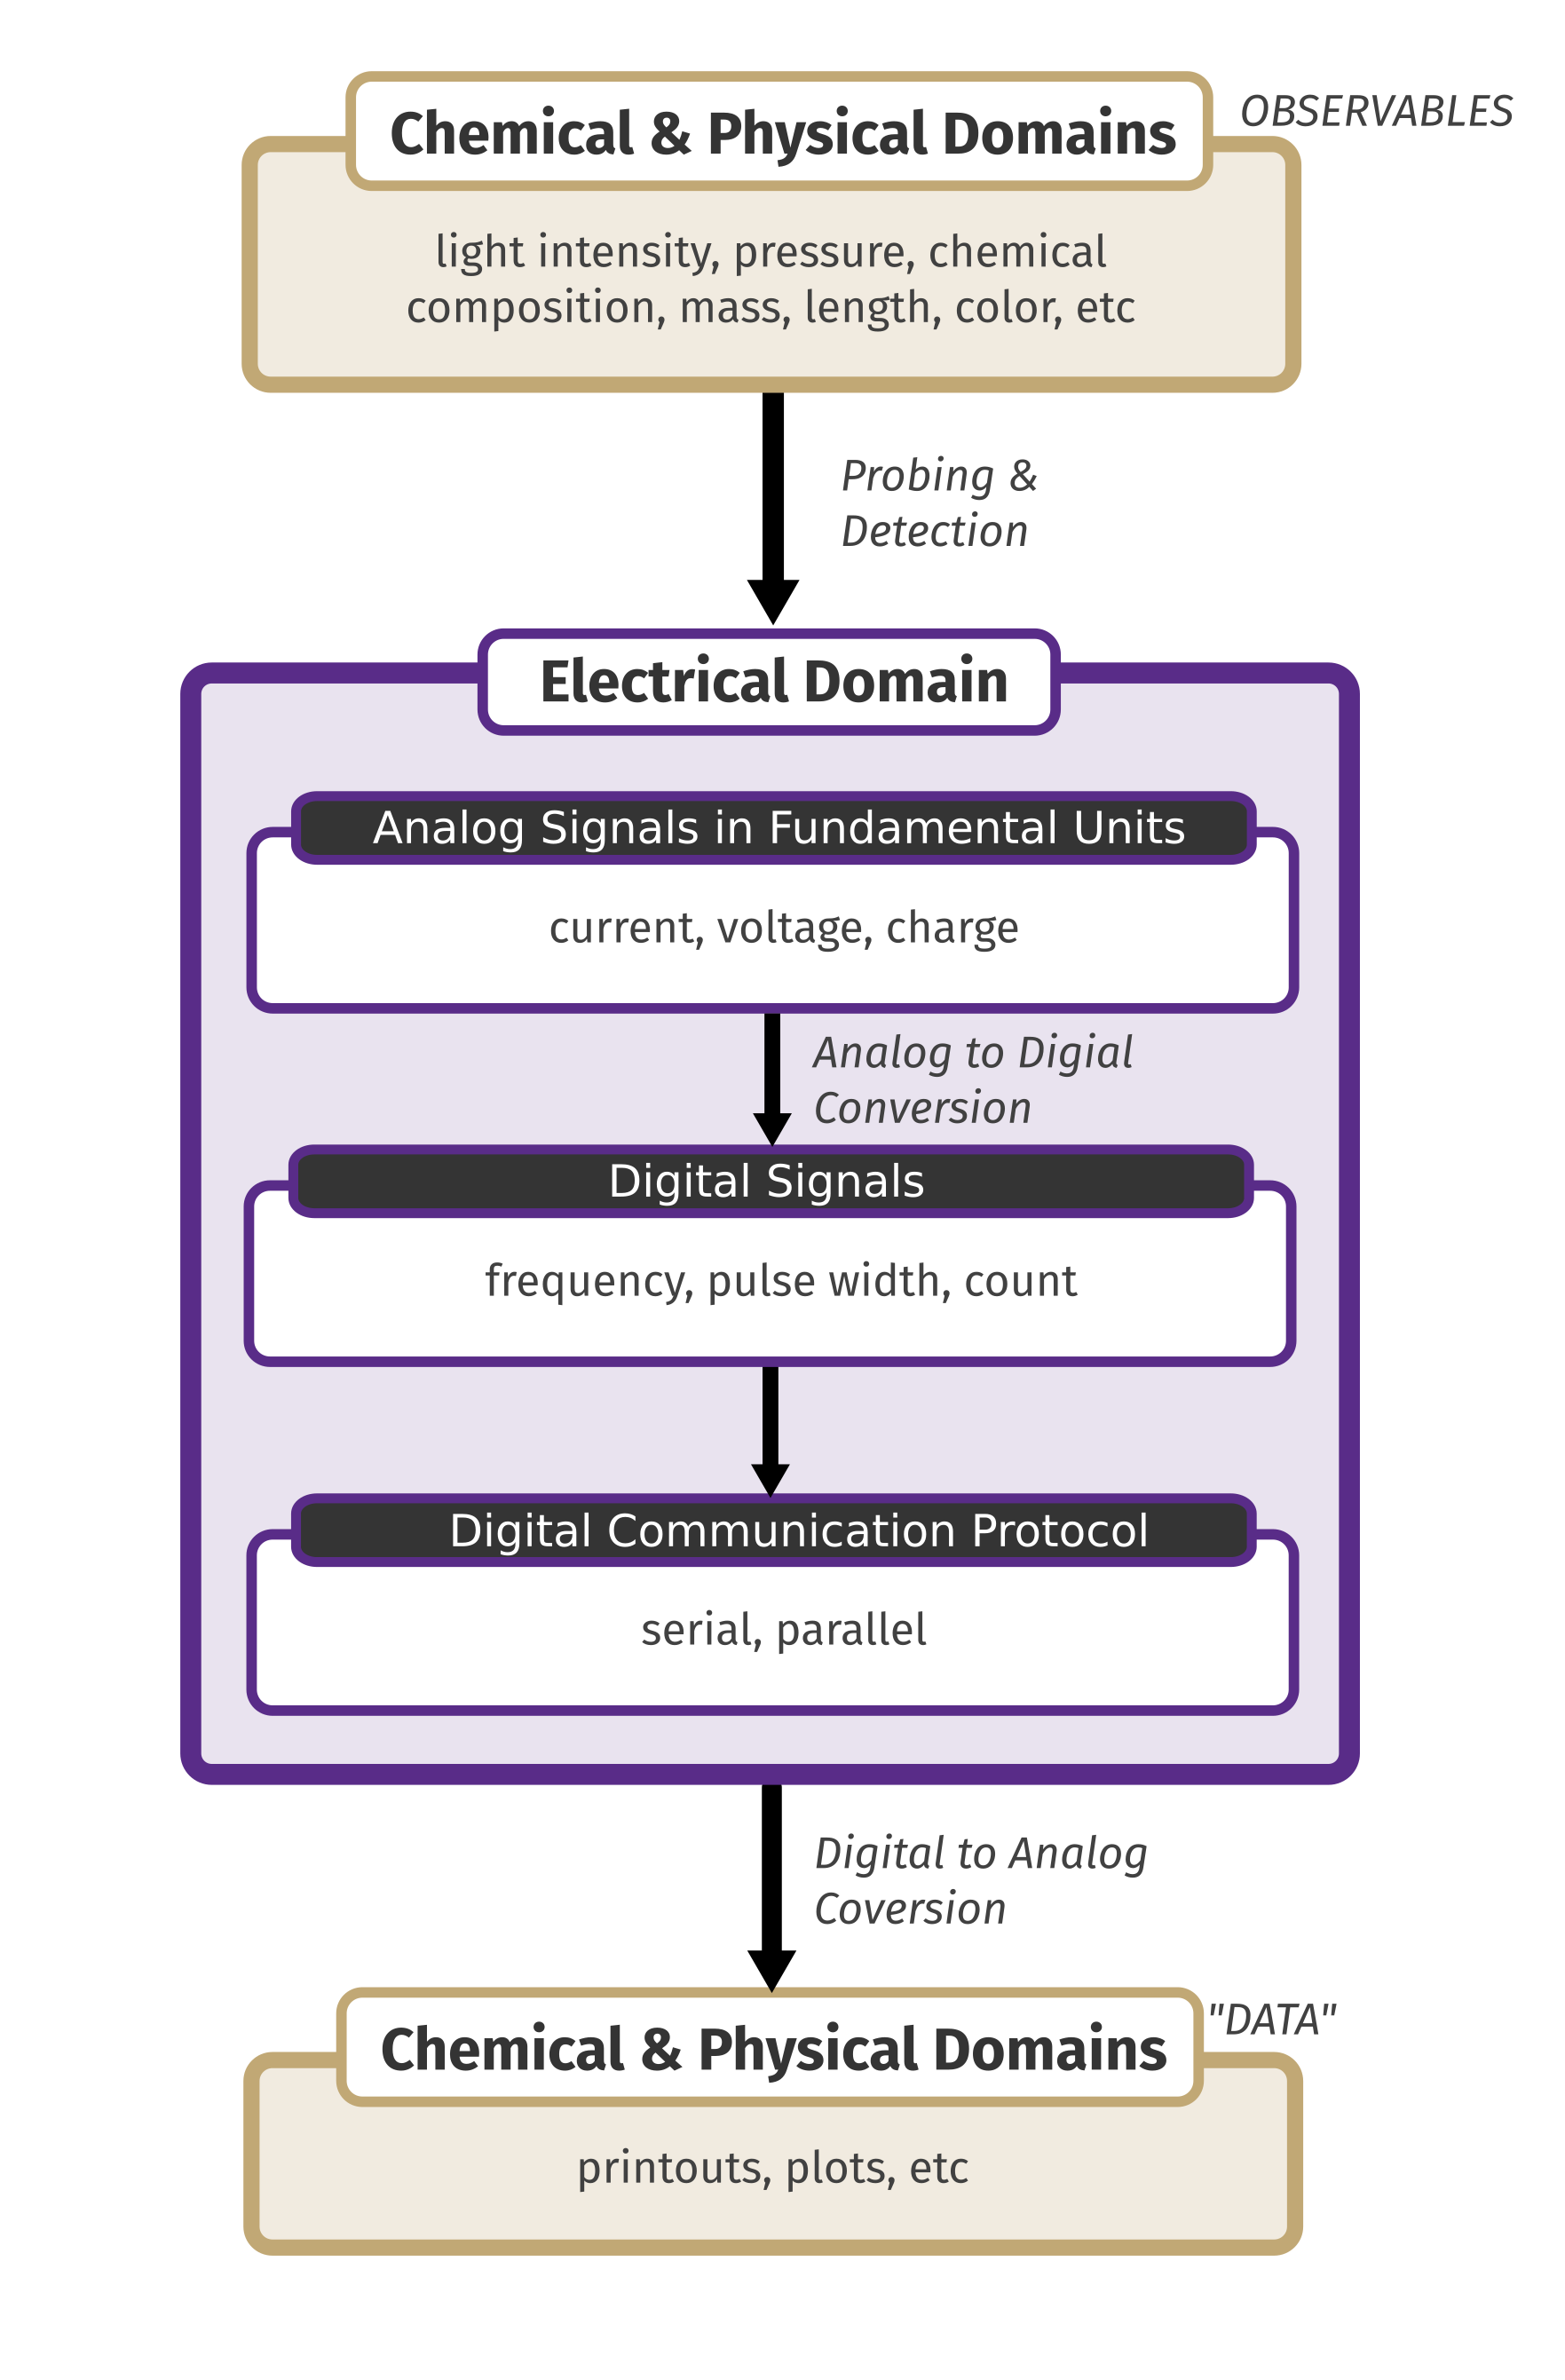 Chemical & Physical Domains
OBSERVABLES
light intensity, pressure, chemical
composition, mass, length, color, etc
Probing &
Detection
Electrical Domain
Analog Signals in Fundamental Units
current, voltage, charge
Analog to Digial
Conversion
Digital Signals
frequency, pulse width, count
Digital Communication Protocol
serial, parallel
Digital to Analog
Coversion
Chemical & Physical Domains
"DATA"
printouts, plots, etc